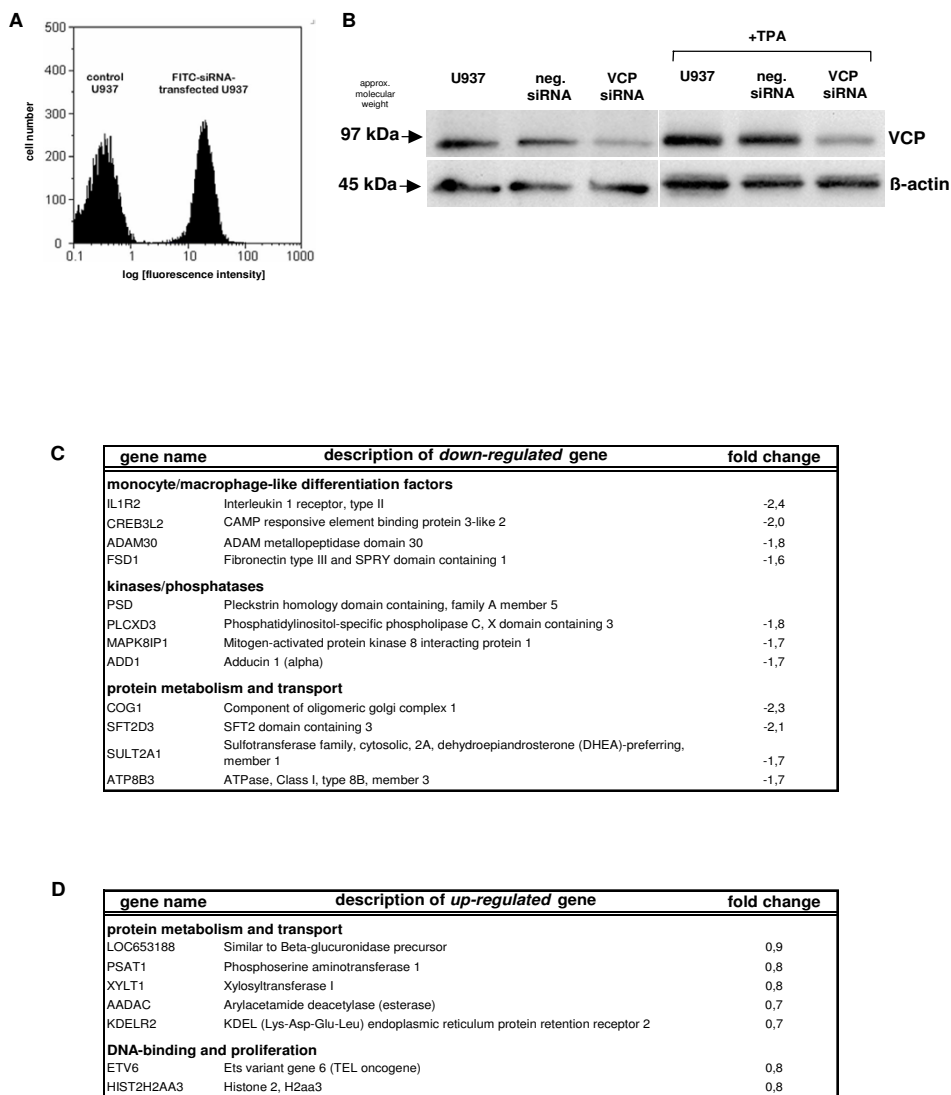 A
500
400
300
200
100
0
cell number
control
U937
FITC-siRNA-
transfected U937
0.1 1 10 100 1000
log [fluorescence intensity]
B
+TPA
approx.
molecular
weight
U937 neg. siRNA VCP siRNA U937 neg. siRNA VCP siRNA
97 kDa VCP
45 kDa ß-actin
C
gene name description of down-regulated gene fold change
monocyte/macrophage-like differentiation factors
IL1R2 Interleukin 1 receptor, type II -2,4
CREB3L2 CAMP responsive element binding protein 3-like 2 -2,0
ADAM30 ADAM metallopeptidase domain 30 -1,8
FSD1 Fibronectin type III and SPRY domain containing 1 -1,6
kinases/phosphatases
PSD Pleckstrin homology domain containing, family A member 5
PLCXD3 Phosphatidylinositol-specific phospholipase C, X domain containing 3 -1,8
MAPK8IP1 Mitogen-activated protein kinase 8 interacting protein 1 -1,7
ADD1 Adducin 1 (alpha) -1,7
protein metabolism and transport
COG1 Component of oligomeric golgi complex 1 -2,3
SFT2D3 SFT2 domain containing 3 -2,1
SULT2A1 Sulfotransferase family, cytosolic, 2A, dehydroepiandrosterone (DHEA)-preferring,
member 1 -1,7
ATP8B3 ATPase, Class I, type 8B, member 3 -1,7
D
gene name description of up-regulated gene fold change
protein metabolism and transport
LOC653188 Similar to Beta-glucuronidase precursor 0,9
PSAT1 Phosphoserine aminotransferase 1 0,8
XYLT1 Xylosyltransferase I 0,8
AADAC Arylacetamide deacetylase (esterase) 0,7
KDELR2 KDEL (Lys-Asp-Glu-Leu) endoplasmic reticulum protein retention receptor 2 0,7
DNA-binding and proliferation
ETV6 Ets variant gene 6 (TEL oncogene) 0,8
HIST2H2AA3 Histone 2, H2aa3 0,8